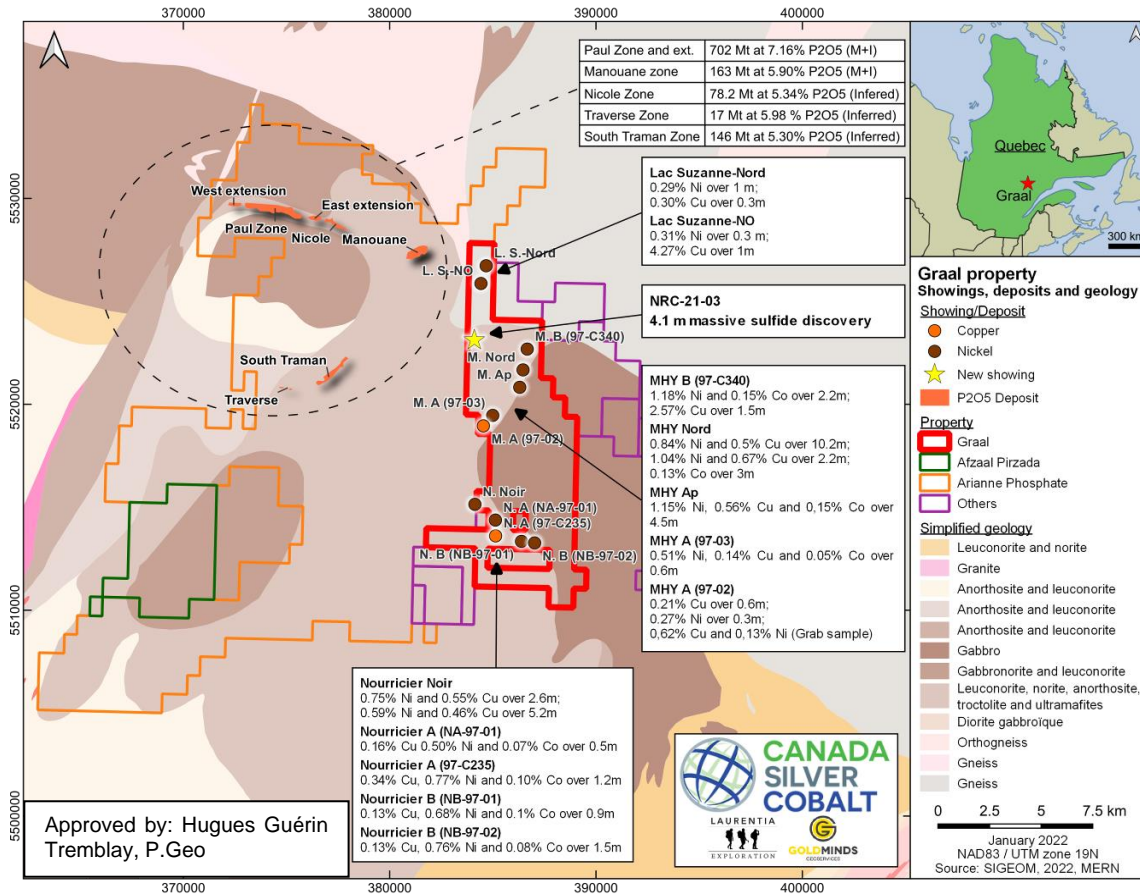 370000
380000
390000
400000
5530000
5520000
5510000
5500000
Paul Zone and ext. 702 Mt at 7.16% P2O5 (M+I)
Manouane zone 163 Mt at 5.90% P2O5 (M+I)
Nicole Zone 78.2 Mt at 5.34% P2O5 (Infered)
Traverse Zone 17 Mt at 5.98 % P2O5 (Inferred)
South Traman Zone 146 Mt at 5.30% P2O5 (Inferred)
Lac Suzanne-Nord
0.29% Ni over 1 m;
0.30% Cu over 0.3m
Lac Suzanne-NO
0.31% Ni over 0.3 m;
4.27% Cu over 1m
West extension
East extension
Paul Zone
Nicole
Manouane
L. S.-Nord
L. S.-NO
NRC-21-03
4.1 m massive sulfide discovery
M. B (97-C340)
M. Nord
M. Ap
South Traman
Traverse
M. A (97-03)
M. A (97-02)
MHY B (97-C340)
1.18% Ni and 0.15% Co over 2.2m;
2.57% Cu over 1.5m
MHY Nord
0.84% Ni and 0.5% Cu over 10.2m;
1.04% Ni and 0.67% Cu over 2.2m;
0.13% Co over 3m
MHY Ap
1.15% Ni, 0.56% Cu and 0,15% Co over
4.5m
MHY A (97-03)
0.51% Ni, 0.14% Cu and 0.05% Co over
0.6m
MHY A (97-02)
0.21% Cu over 0.6m;
0.27% Ni over 0.3m;
0,62% Cu and 0,13% Ni (Grab sample)
N. Noir
N. A (NA-97-01)
N. A (97-C235)
N. B (NB-97-01)
N. B (NB-97-02)
Nourricier Noir
0.75% Ni and 0.55% Cu over 2.6m;
0.59% Ni and 0.46% Cu over 5.2m
Nourricier A (NA-97-01)
0.16% Cu 0.50% Ni and 0.07% Co over 0.5m
Nourricier A (97-C235)
0.34% Cu, 0.77% Ni and 0.10% Co over 1.2m
Nourricier B (NB-97-01)
0.13% Cu, 0.68% Ni and 0.1% Co over 0.9m
Nourricier B (NB-97-02)
0.13% Cu, 0.76% Ni and 0.08% Co over 1.5m
Approved by: Hugues Guérin
Tremblay, P.Geo
CANADA
SILVER
COBALT
LAURENTIA
EXPLORATION
GOLDMINDS
GEOSERVICES
370000
380000
390000
400000
Quebec
Graal
300 km
Graal property
Showings, deposits and geology
Showing/Deposit
Copper
Nickel
New showing
P2O5 Deposit
Property
Graal
Afzaal Pirzada
Arianne Phosphate
Others
Simplified geology
Leuconorite and norite
Granite
Anorthosite and leuconorite
Anorthosite and leuconorite
Anorthosite and leuconorite
Gabbro
Gabbronorite and leuconorite
Leuconorite, norite, anorthosite,
troctolite and ultramafites
Diorite gabbroïque
Orthogneiss
Gneiss
Gneiss
0 2.5 5 7.5 km
January 2022
NAD83 / UTM zone 19N
Source: SIGEOM, 2022, MERN